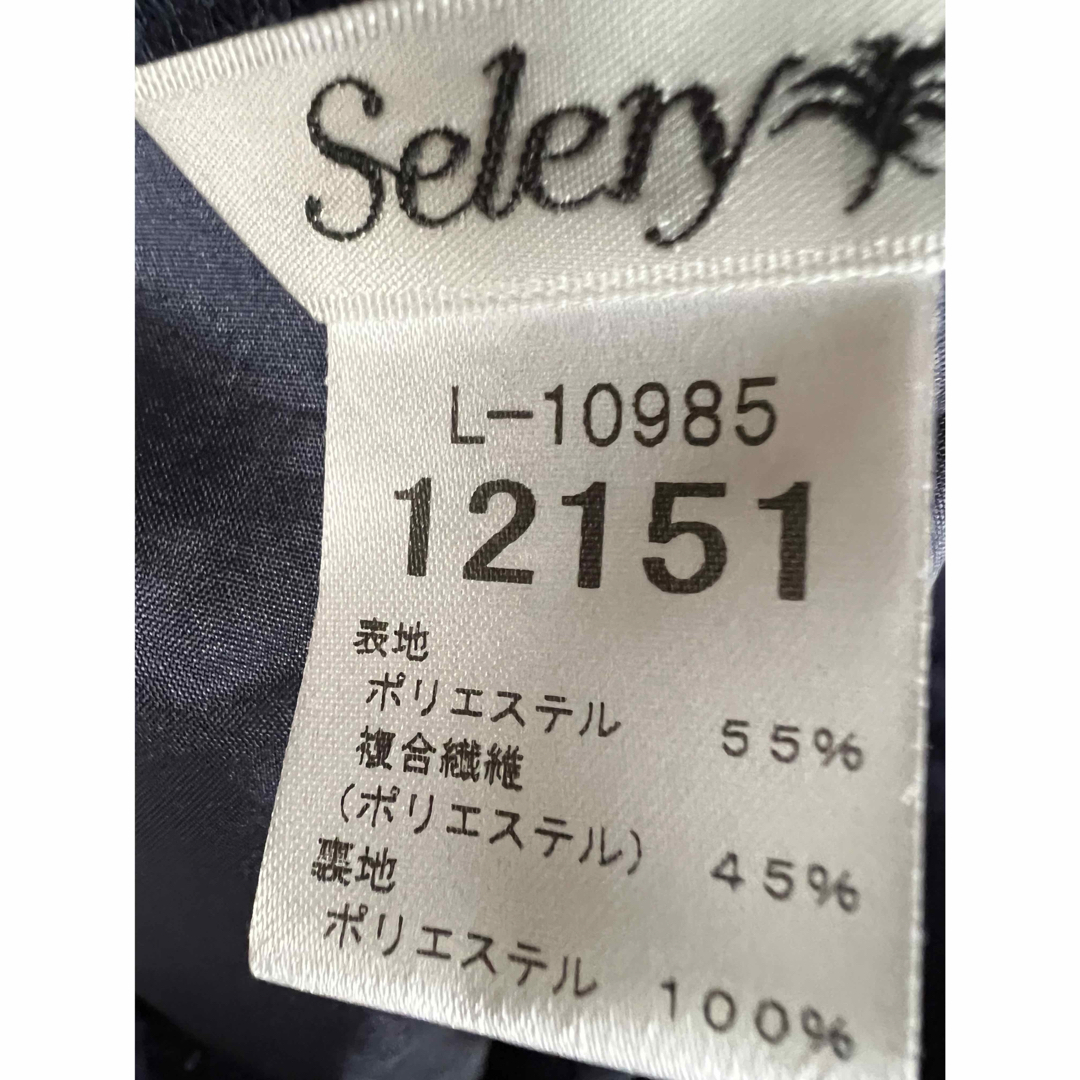 Selery
L-10985
12151
表地
ポリエステル 55%
複合繊維
(ポリエステル) 45%
裏地
ポリエステル 100%